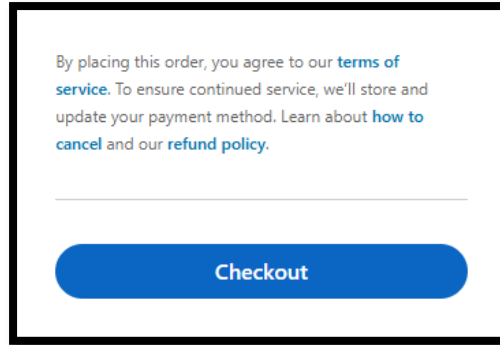 By placing this order, you agree to our terms of
service. To ensure continued service, we'll store and
update your payment method. Learn about how to
cancel and our refund policy.
Checkout